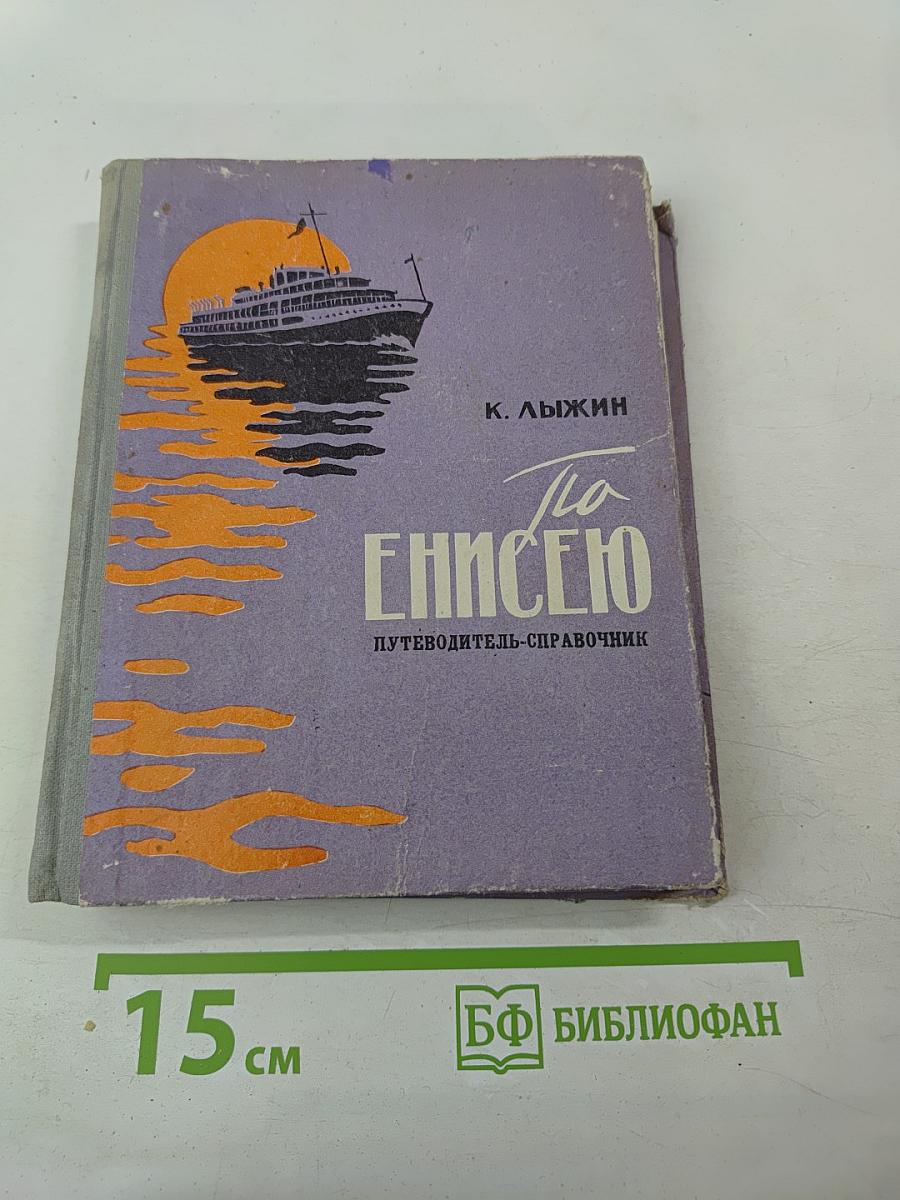 К. ЛЫЖИН
По
ЕНИСЕЮ
ПУТЕВОДИТЕЛЬ-СПРАВОЧНИК
15 см
БФ БИБЛИОФАН